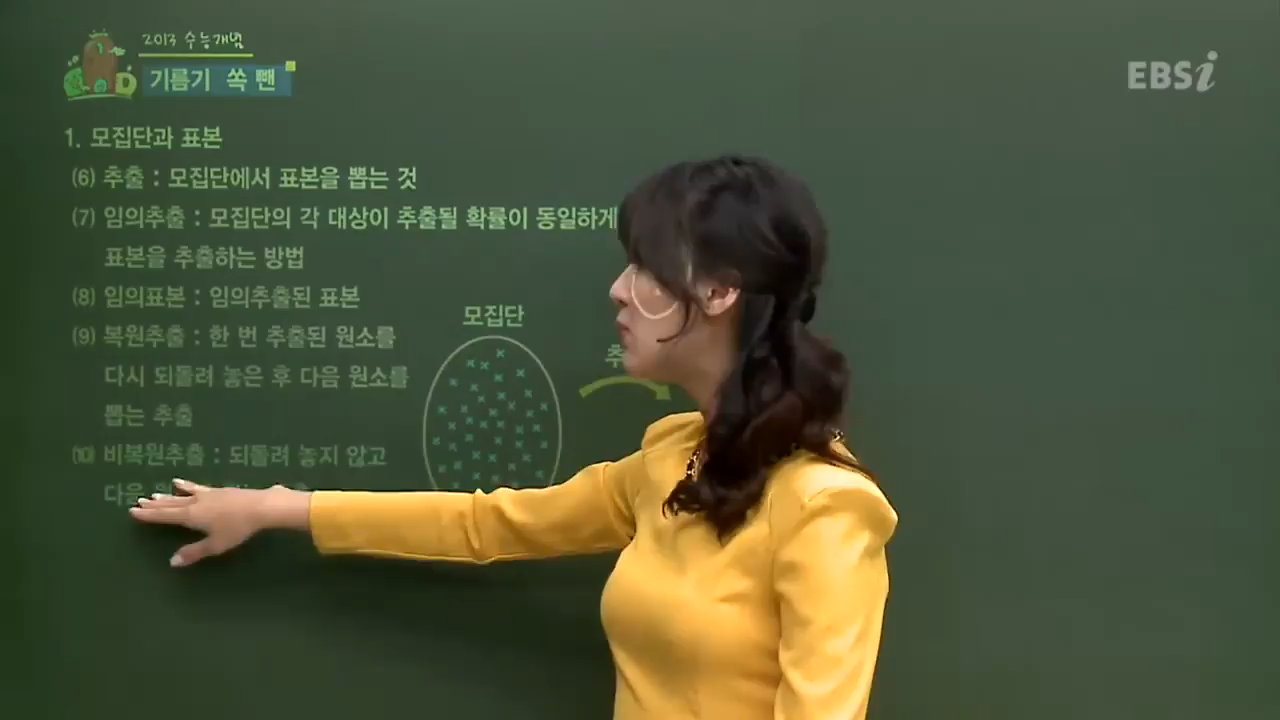 2013 수능개념
기름기 쏙 뺀
EBSi
1. 모집단과 표본
(6) 추출 : 모집단에서 표본을 뽑는 것
(7) 임의추출 : 모집단의 각 대상이 추출될 확률이 동일하게
표본을 추출하는 방법
(8) 임의표본 : 임의추출된 표본
(9) 복원추출 : 한 번 추출된 원소를
다시 되돌려 놓은 후 다음 원소를
뽑는 추출
(10) 비복원추출 : 되돌려 놓지 않고
다음
모집단